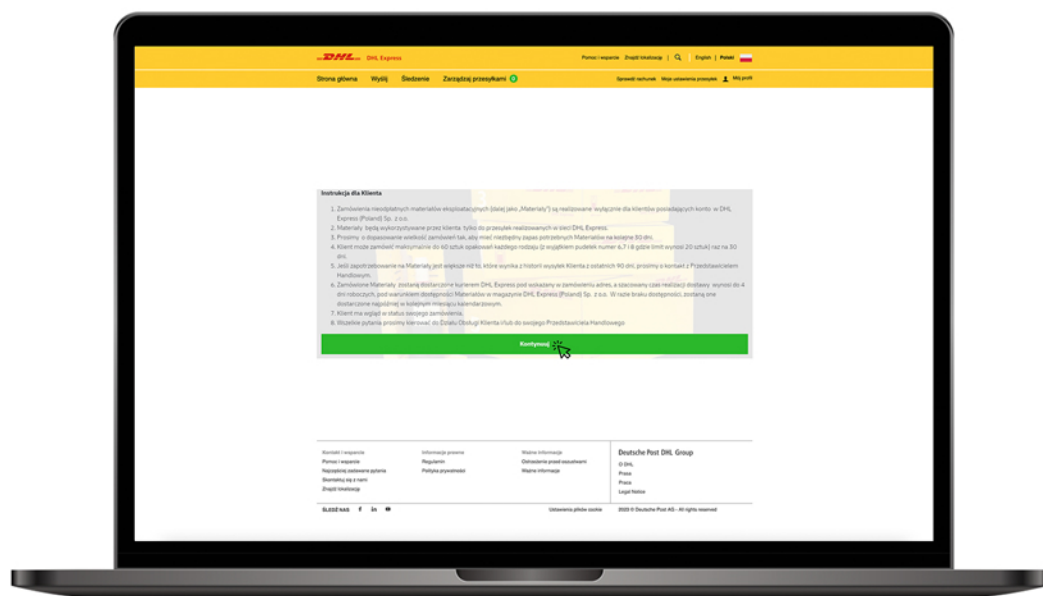 DHL DHL Express
Pomoc i wsparcie Znajdź lokalizację | English | Polski
Strona główna Wyślij Śledzenie Zarządzaj przesyłkami 0
Sprawdź rachunek Moje ustawienia przesyłek Mój profil
Instrukcja dla Klienta
1. Zamówienia nieodpłatnych materiałów eksploatacyjnych (dalej jako „Materiały") są realizowane wyłącznie dla klientów posiadających konto w DHL
Express (Poland) Sp. z o.o.
2. Materiały będą wykorzystywane przez klienta tylko do przesyłek realizowanych w sieci DHL Express.
3. Prosimy o dopasowanie wielkość zamówień tak, aby mieć niezbędny zapas potrzebnych Materiałów na kolejne 30 dni.
4. Klient może zamówić maksymalnie do 60 sztuk opakowań każdego rodzaju (z wyjątkiem pudełek numer 6,7 i 8 gdzie limit wynosi 20 sztuk) raz na 30
dni.
5. Jeśli zapotrzebowanie na Materiały jest większe niż to, które wynika z historii wysyłek Klienta z ostatnich 90 dni, prosimy o kontakt z Przedstawicielem
Handlowym.
6. Zamówione Materiały zostaną dostarczone kurierem DHL Express pod wskazany w zamówieniu adres, a szacowany czas realizacji dostawy wynosi do 4
dni roboczych, pod warunkiem dostępności Materiałów w magazynie DHL Express (Poland) Sp. z o.o. W razie braku dostępności, zostaną one
dostarczone najpóźniej w kolejnym miesiącu kalendarzowym.
7. Klient ma wgląd w status swojego zamówienia.
8. Wszelkie pytania prosimy kierować do Działu Obsługi Klienta i/lub do swojego Przedstawiciela Handlowego
Kontynuuj
Kontakt i wsparcie
Pomoc i wsparcie
Najczęściej zadawane pytania
Skontaktuj się z nami
Znajdź lokalizację
Informacje prawne
Regulamin
Polityka prywatności
Ważne informacje
Ostrzeżenie przed oszustwami
Ważne informacje
Deutsche Post DHL Group
O DHL
Prasa
Praca
Legal Notice
ŚLEDŹ NAS f in
Ustawienia plików cookie
2023 © Deutsche Post AG - All rights reserved